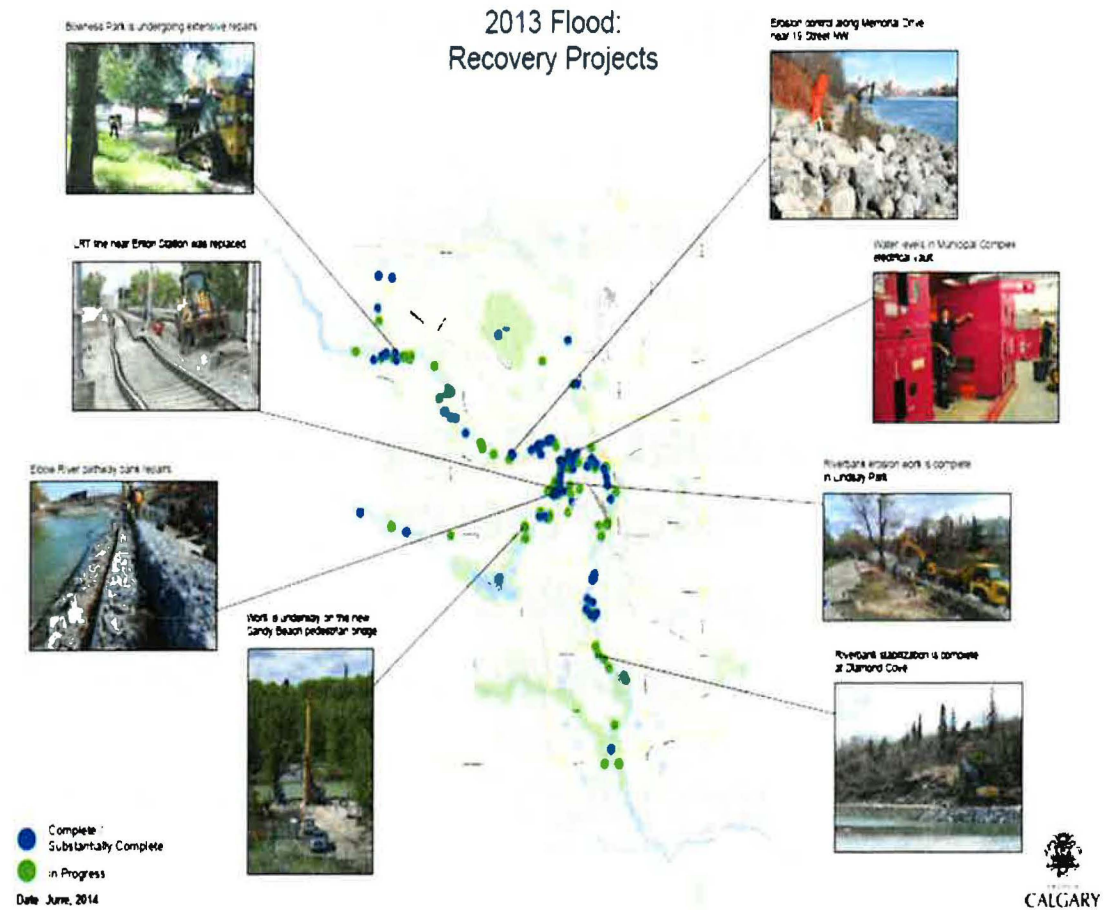 2013 Flood:
Recovery Projects
Bowness Park is undergoing extensive repairs
Erosion control along Memorial Drive
near 19 Street NW
LRT line near Erlton Station was replaced
Water levels in Municipal Complex
electrical vault
Elbow River pathway bank repairs
Riverbank erosion work is complete
in Lindsay Park
Work is underway on the new
Sandy Beach pedestrian bridge
Riverbank stabilization is complete
at Diamond Cove
Complete /
Substantially Complete
In Progress
Date: June, 2014
CALGARY